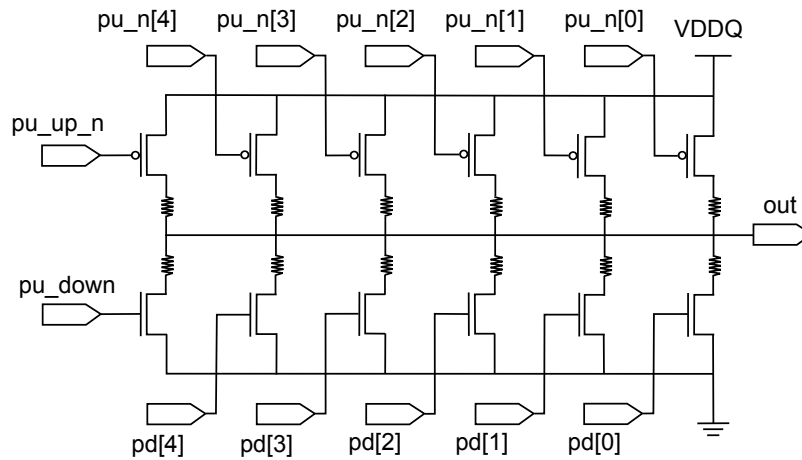 pu_n[4] pu_n[3] pu_n[2] pu_n[1] pu_n[0]
VDDQ
pu_up_n
out
pu_down
pd[4] pd[3] pd[2] pd[1] pd[0]